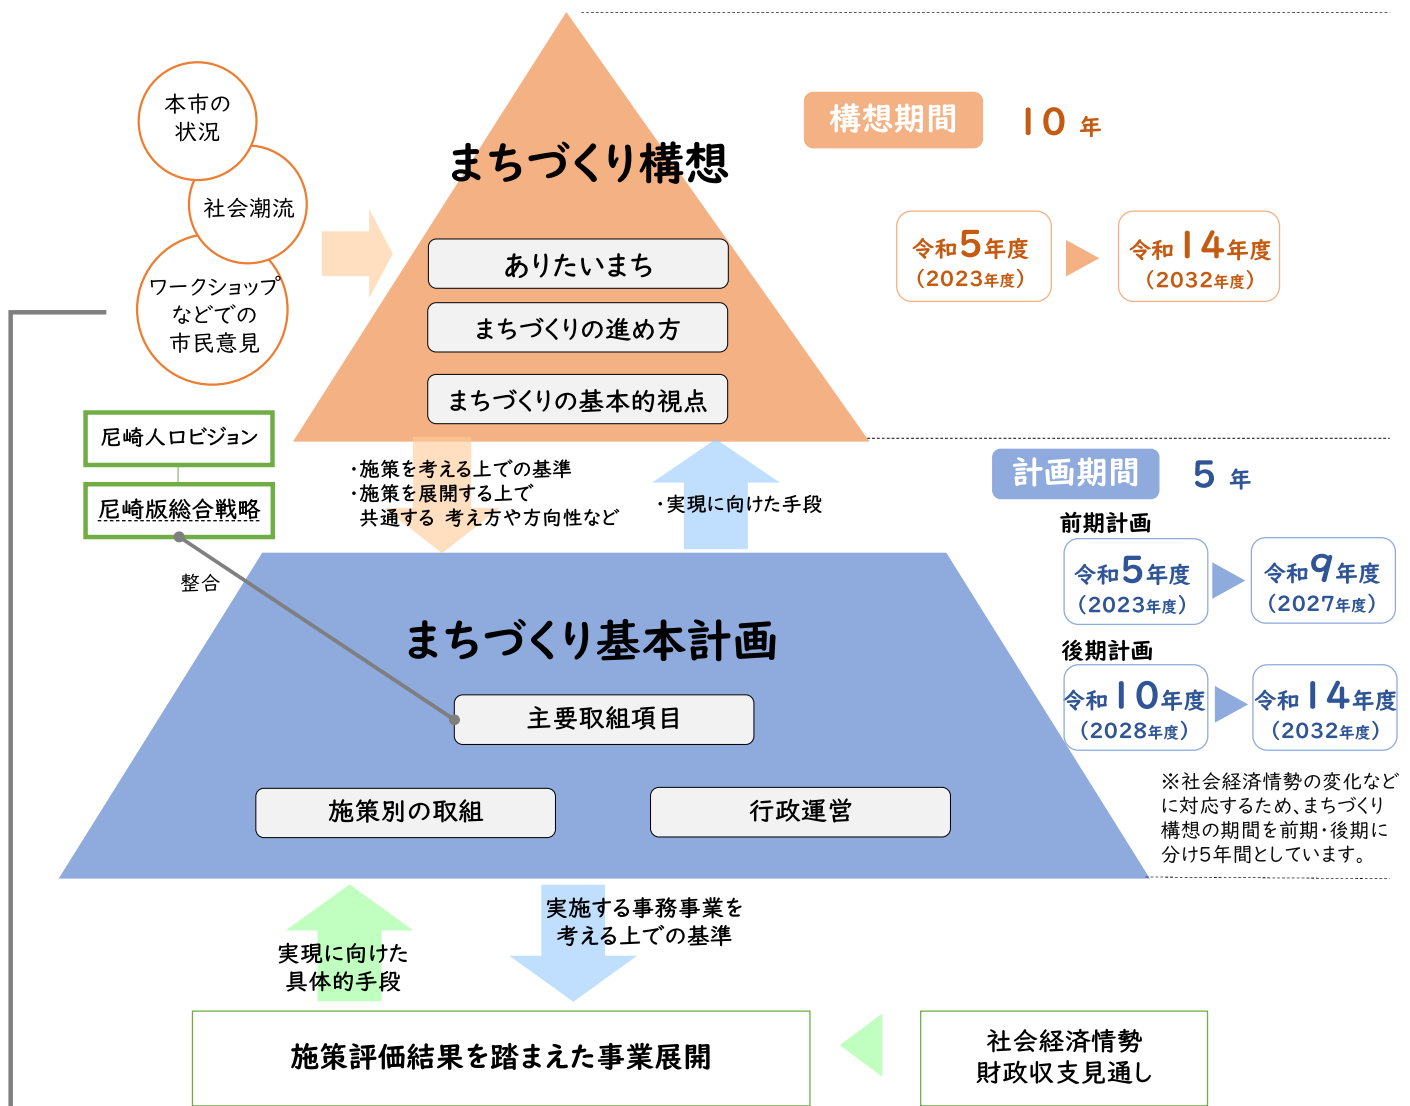 本市の
状況
社会潮流
ワークショップ
などでの
市民意見
まちづくり構想
ありたいまち
まちづくりの進め方
まちづくりの基本的視点
構想期間
10 年
令和5年度
（2023年度）
令和14年度
（2032年度）
尼崎人口ビジョン
尼崎版総合戦略
整合
・施策を考える上での基準
・施策を展開する上で
共通する 考え方や方向性など
・実現に向けた手段
計画期間
5 年
前期計画
令和5年度
（2023年度）
令和9年度
（2027年度）
後期計画
令和10年度
（2028年度）
令和14年度
（2032年度）
※社会経済情勢の変化など
に対応するため、まちづくり
構想の期間を前期・後期に
分け5年間としています。
まちづくり基本計画
主要取組項目
施策別の取組
行政運営
実現に向けた
具体的手段
実施する事務事業を
考える上での基準
施策評価結果を踏まえた事業展開
社会経済情勢
財政収支見通し